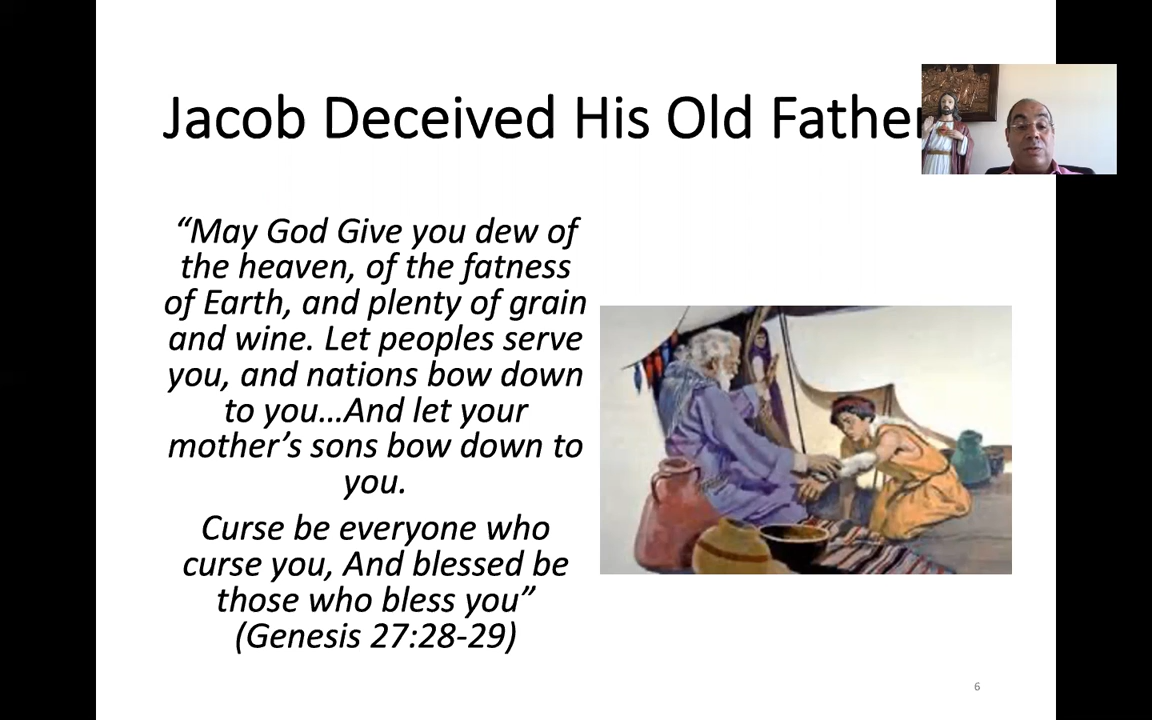 Jacob Deceived His Old Father
“May God Give you dew of
the heaven, of the fatness
of Earth, and plenty of grain
and wine. Let peoples serve
you, and nations bow down
to you…And let your
mother’s sons bow down to
you.
Curse be everyone who
curse you, And blessed be
those who bless you”
(Genesis 27:28-29)
6